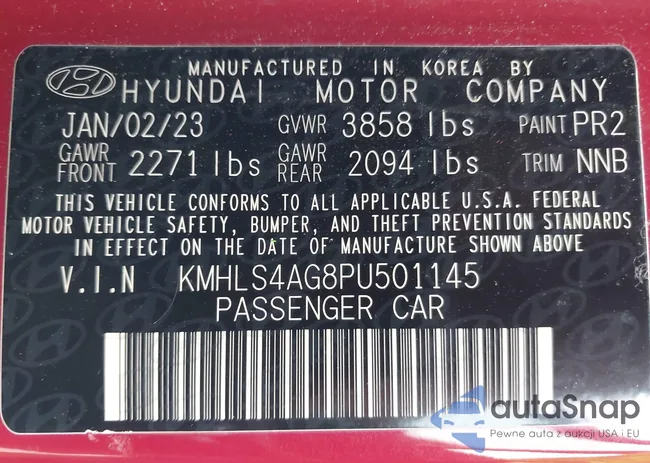 MANUFACTURED IN KOREA BY
HYUNDAI MOTOR COMPANY
JAN/02/23 GVWR 3858 lbs PAINT PR2
GAWR FRONT 2271 lbs GAWR REAR 2094 lbs TRIM NNB
THIS VEHICLE CONFORMS TO ALL APPLICABLE U.S.A. FEDERAL
MOTOR VEHICLE SAFETY, BUMPER, AND THEFT PREVENTION STANDARDS
IN EFFECT ON THE DATE OF MANUFACTURE SHOWN ABOVE
V.I.N KMHLS4AG8PU501145
PASSENGER CAR
autaSnap
Pewne auta z aukcji USA i EU